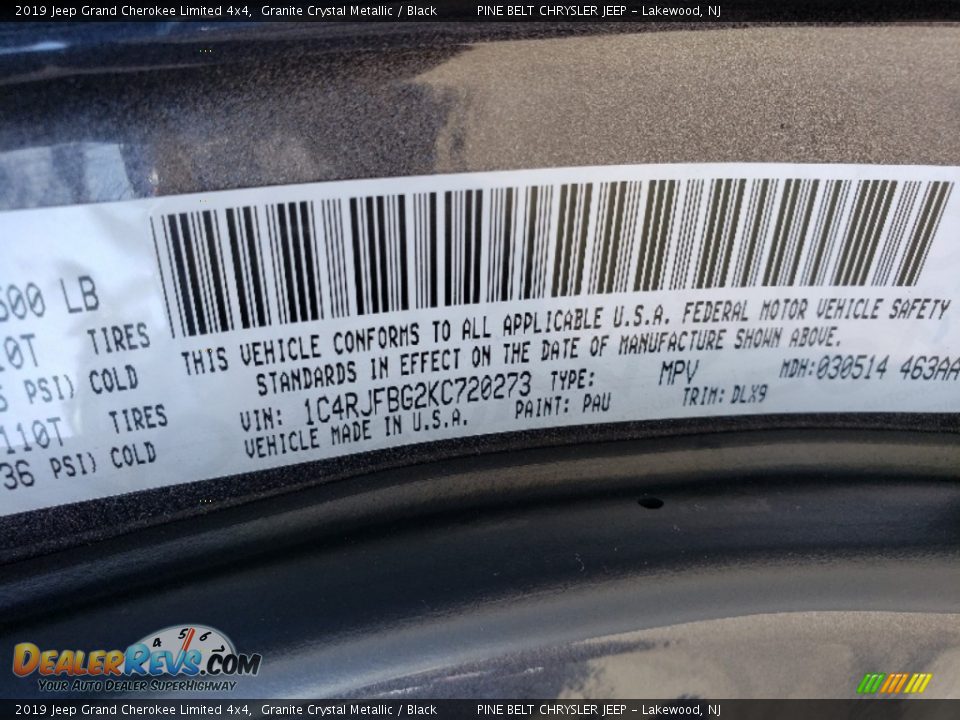 2019 Jeep Grand Cherokee Limited 4x4,  Granite Crystal Metallic / Black        PINE BELT CHRYSLER JEEP - Lakewood, NJ
LB
TIRES
PSI) COLD
110T TIRES
36 PSI) COLD
THIS VEHICLE CONFORMS TO ALL APPLICABLE U.S.A. FEDERAL MOTOR VEHICLE SAFETY
STANDARDS IN EFFECT ON THE DATE OF MANUFACTURE SHOWN ABOVE.
VIN: 1C4RJFBG2KC720273 TYPE: MPV MDH:030514 463AA
VEHICLE MADE IN U.S.A. PAINT: PAU TRIM: DLX9
4 5 6
DEALERREVS.COM
YOUR AUTO DEALER SUPERHIGHWAY
2019 Jeep Grand Cherokee Limited 4x4,  Granite Crystal Metallic / Black        PINE BELT CHRYSLER JEEP - Lakewood, NJ